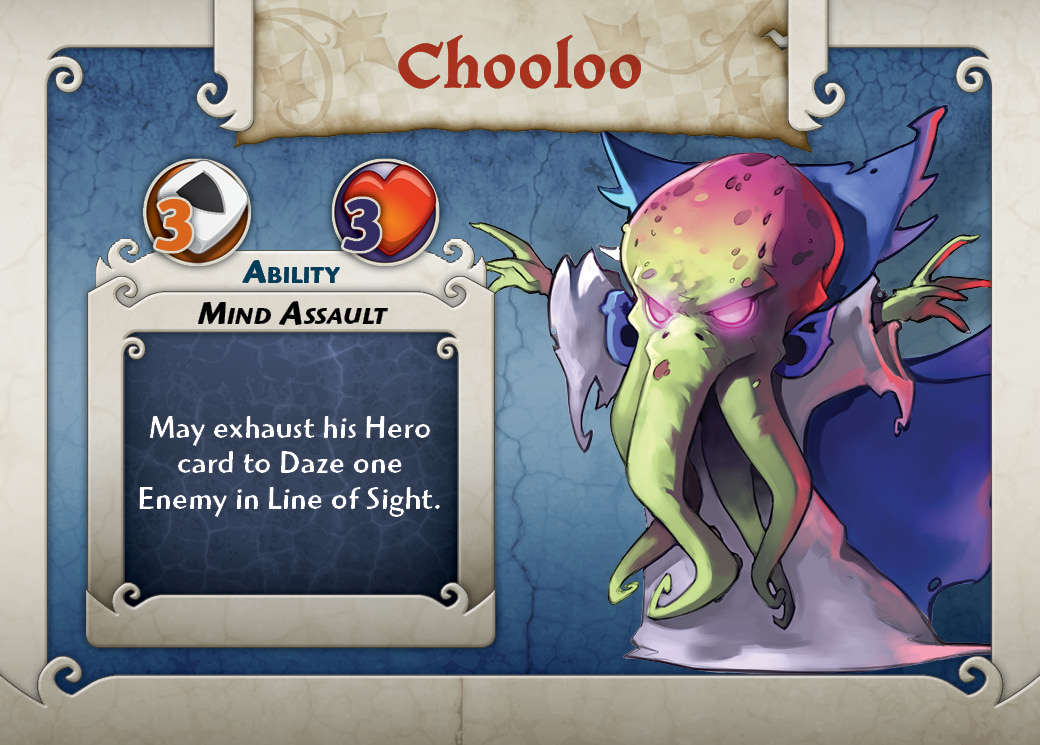 Chooloo
3
3
Ability
Mind Assault
May exhaust his Hero
card to Daze one
Enemy in Line of Sight.